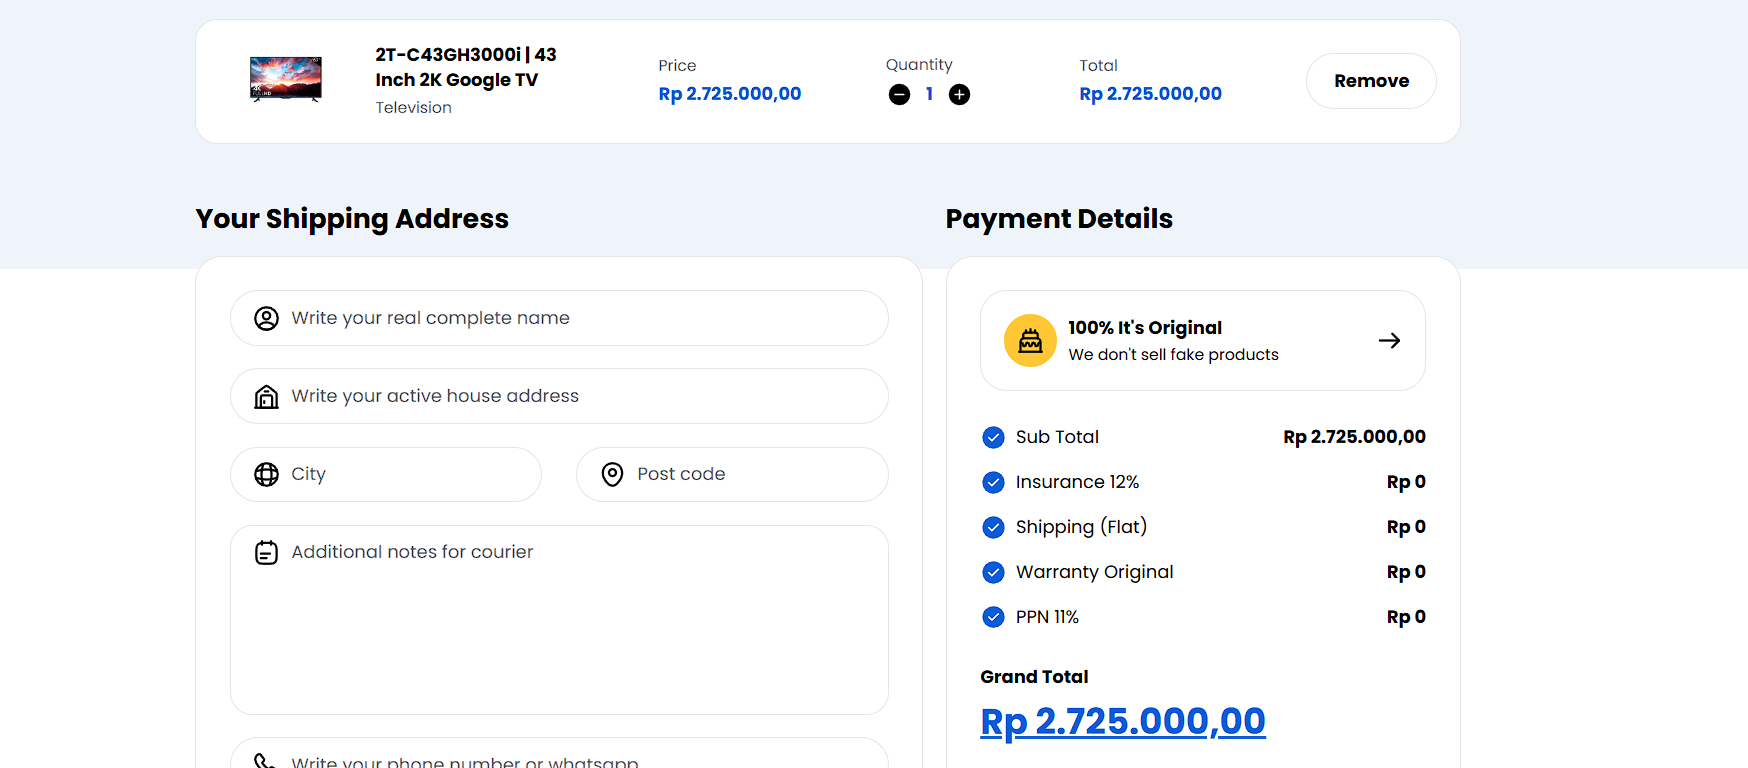 2T-C43GH3000i | 43
Inch 2K Google TV
Television
Price
Rp 2.725.000,00
Quantity
1
Total
Rp 2.725.000,00
Remove
Your Shipping Address
Payment Details
Write your real complete name
Write your active house address
City
Post code
Additional notes for courier
Write your phone number or whatsapp
100% It's Original
We don't sell fake products
Sub Total
Rp 2.725.000,00
Insurance 12%
Rp 0
Shipping (Flat)
Rp 0
Warranty Original
Rp 0
PPN 11%
Rp 0
Grand Total
Rp 2.725.000,00